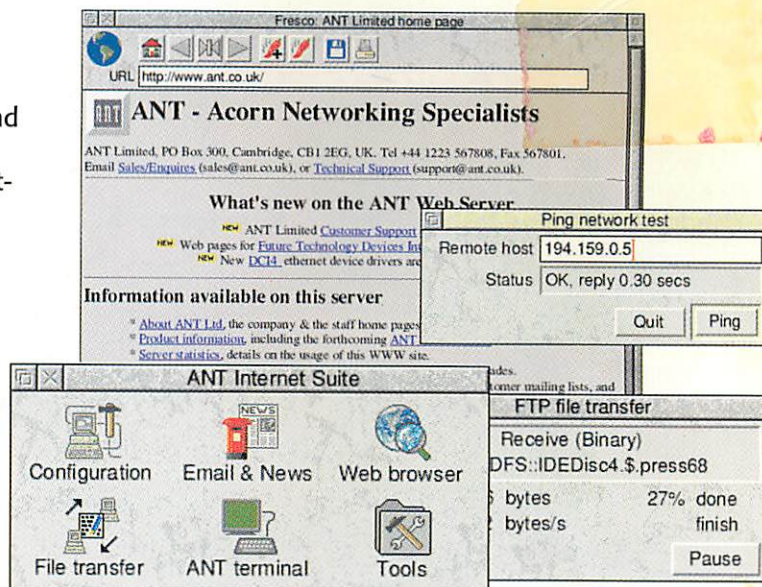 nd
t-
Fresco: ANT Limited home page
URL http://www.ant.co.uk/
ANT - Acorn Networking Specialists
ANT Limited, PO Box 300, Cambridge, CB1 2EG, UK. Tel +44 1223 567808, Fax 567801.
Email Sales/Enquires (sales@ant.co.uk), or Technical Support (support@ant.co.uk).
What's new on the ANT Web Server
NEW ANT Limited Customer Support
NEW Web pages for Future Technology Devices Int
NEW New DCI4 ethernet device drivers are
Information available on this server
* About ANT Ltd, the company & the staff home pages
* Product information, including the forthcoming ANT
* Server statistics, details on the usage of this WWW site.
ades.
tomer mailing lists, and
Ping network test
Remote host 194.159.0.5
Status OK, reply 0.30 secs
Quit Ping
ANT Internet Suite
Configuration Email & News Web browser
File transfer ANT terminal Tools
NEWS
FTP file transfer
Receive (Binary)
DFS::IDEDisc4.$.press68
bytes 27% done
bytes/s finish
Pause